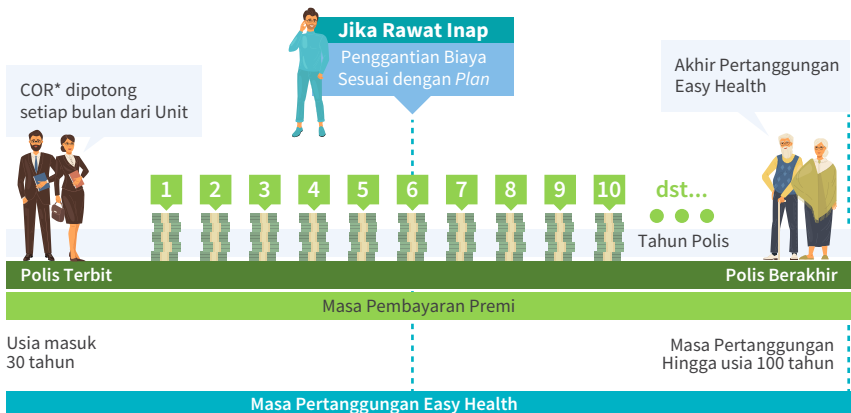 Jika Rawat Inap
Penggantian Biaya
Sesuai dengan Plan
COR* dipotong
setiap bulan dari Unit
Akhir Pertanggungan
Easy Health
1 2 3 4 5 6 7 8 9 10 dst...
Tahun Polis
Polis Terbit
Polis Berakhir
Masa Pembayaran Premi
Usia masuk
30 tahun
Masa Pertanggungan
Hingga usia 100 tahun
Masa Pertanggungan Easy Health